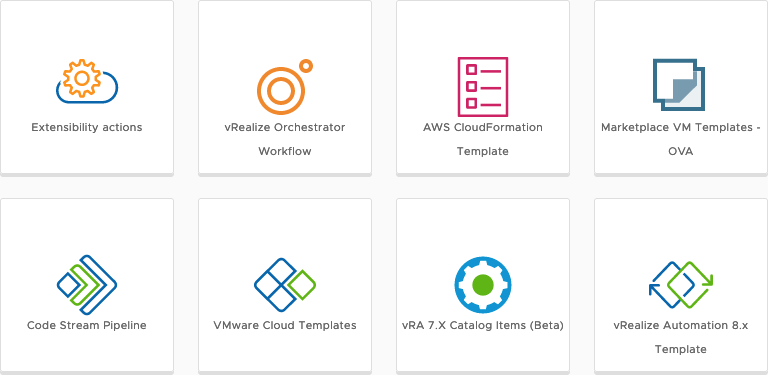 Extensibility actions
vRealize Orchestrator
Workflow
AWS CloudFormation
Template
Marketplace VM Templates -
OVA
Code Stream Pipeline
VMware Cloud Templates
vRA 7.X Catalog Items (Beta)
vRealize Automation 8.x
Template